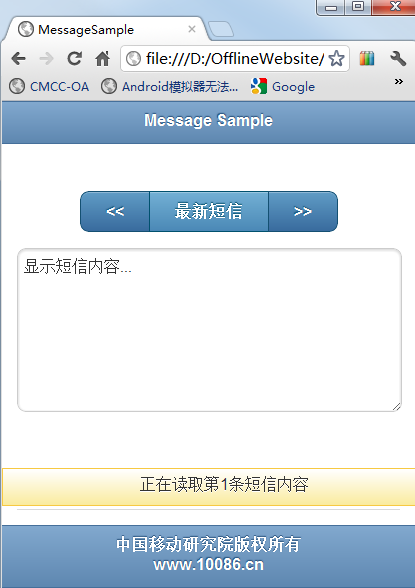 MessageSample
file:///D:/OfflineWebsite/
CMCC-OA Android模拟器无法... Google »
Message Sample
<< 最新短信 >>
显示短信内容...
正在读取第1条短信内容
中国移动研究院版权所有
www.10086.cn